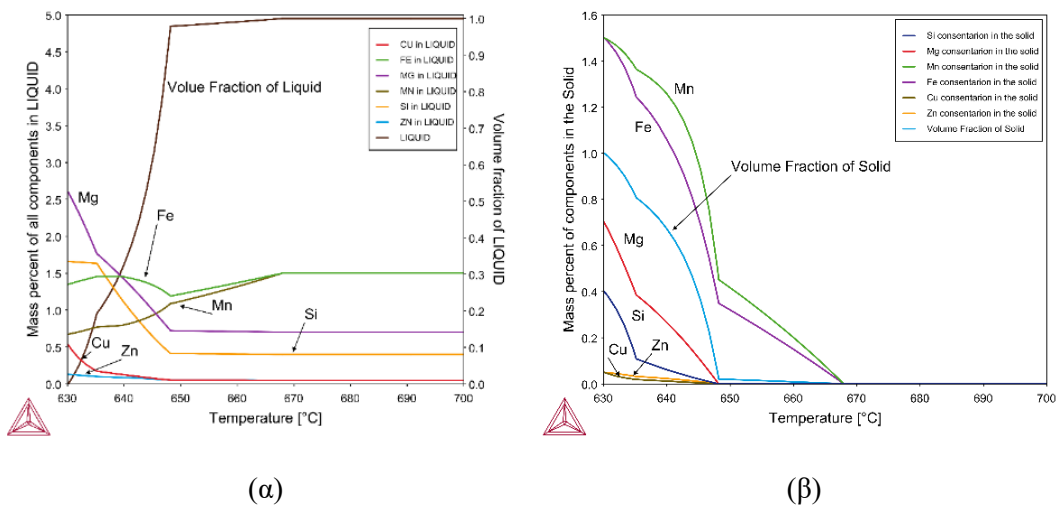 5.0
4.5
4.0
3.5
3.0
2.5
2.0
1.5
1.0
0.5
0.0
Mass percent of all components in LIQUID
630 640 650 660 670 680 690 700
Temperature [°C]
1.0
0.9
0.8
0.7
0.6
0.5
0.4
0.3
0.2
0.1
0.0
Volume fraction of LIQUID
CU in LIQUID
FE in LIQUID
MG in LIQUID
MN in LIQUID
SI in LIQUID
ZN in LIQUID
LIQUID
Volue Fraction of Liquid
Mg
Fe
Mn
Si
Cu
Zn
(α)
1.6
1.4
1.2
1.0
0.8
0.6
0.4
0.2
0.0
Mass percent of components in the Solid
630 640 650 660 670 680 690 700
Temperature [°C]
Si consentarion in the solid
Mg consentarion in the solid
Mn consentarion in the solid
Fe consentarion in the solid
Cu consentarion in the solid
Zn consentarion in the solid
Volume Fraction of Solid
Mn
Fe
Volume Fraction of Solid
Mg
Si
Cu
Zn
(β)